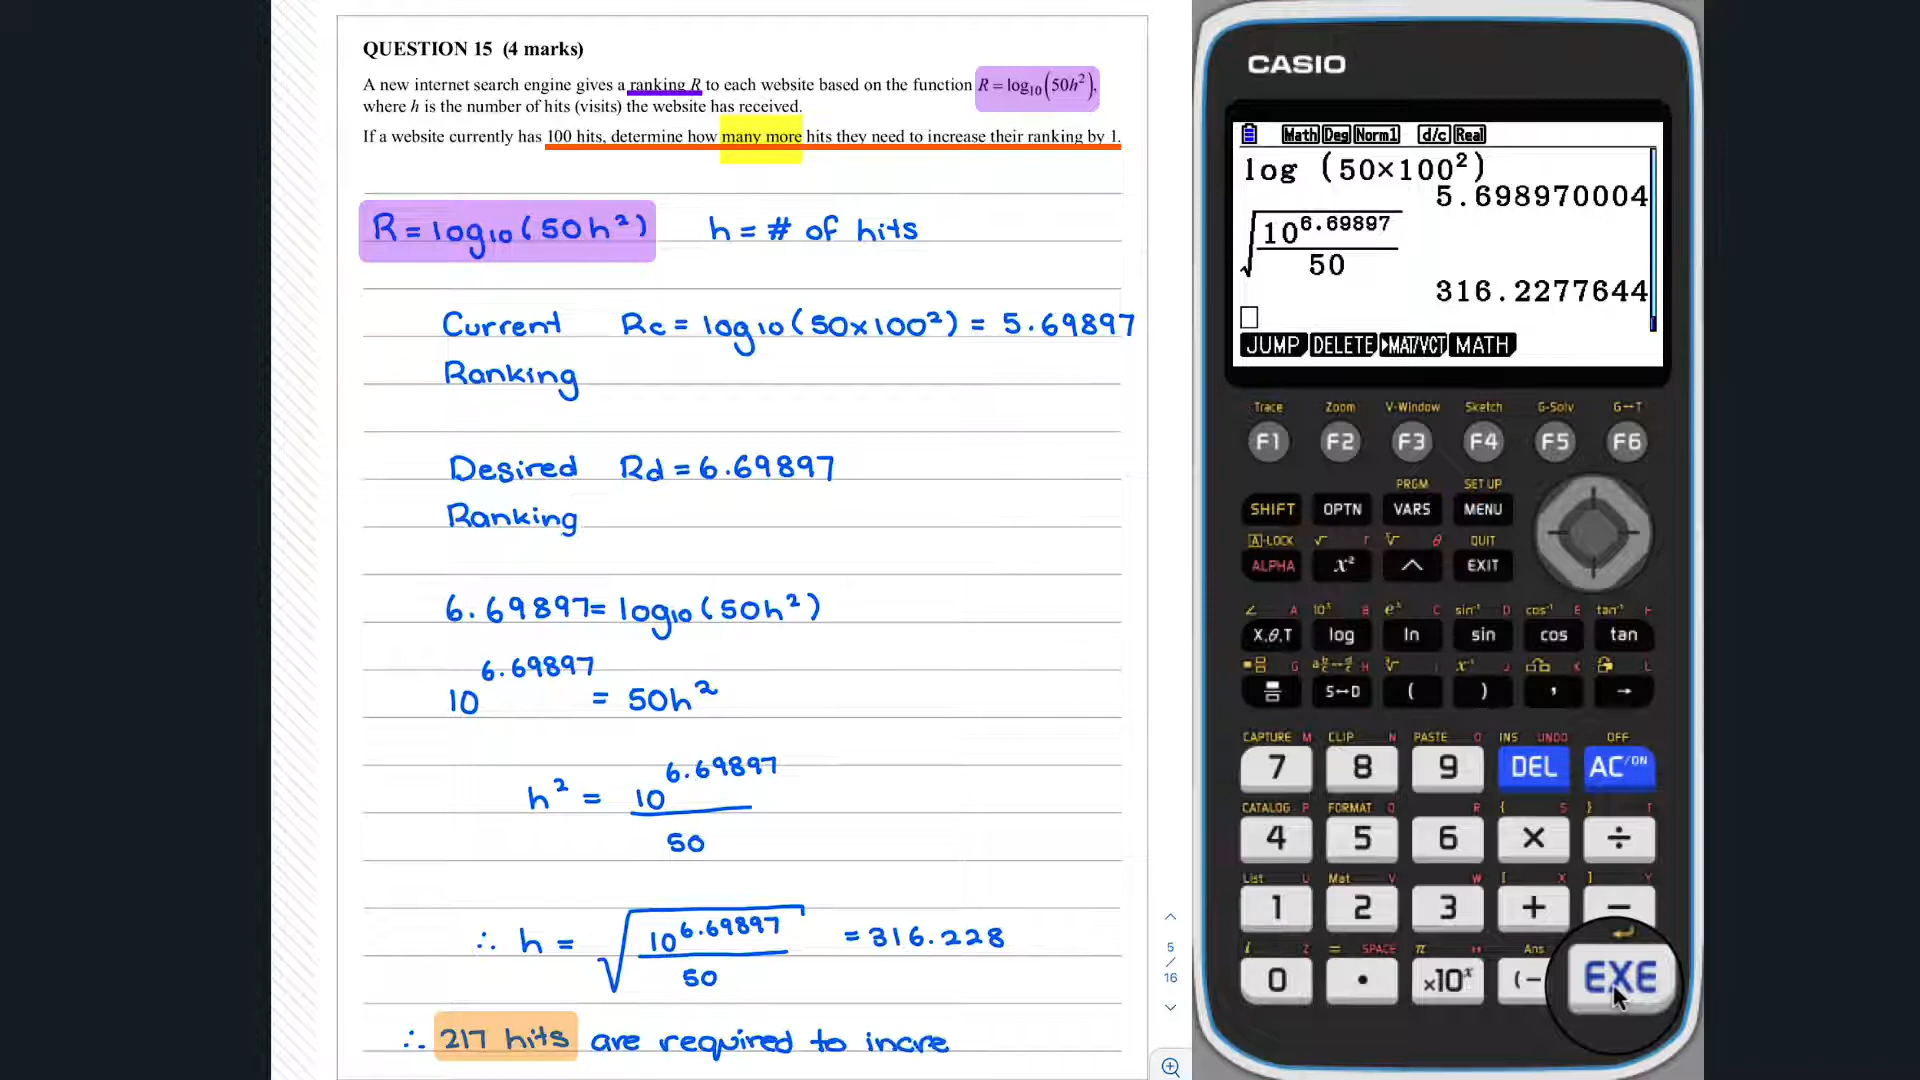 QUESTION 15 (4 marks)
A new internet search engine gives a ranking R to each website based on the function R = log₁₀(50h²),
where h is the number of hits (visits) the website has received.
If a website currently has 100 hits, determine how many more hits they need to increase their ranking by 1.
R = log₁₀(50h²) h = # of hits
Current Rc = log₁₀(50×100²) = 5.69897
Ranking
Desired Rd = 6.69897
Ranking
6.69897 = log₁₀(50h²)
10^6.69897 = 50h²
h² = 10^6.69897 / 50
∴ h = √(10^6.69897 / 50) = 316.228
∴ 217 hits are required to incre
5
/
16
CASIO
Math Deg Norm1 d/c Real
log (50×100²)
5.698970004
√(10^6.69897 / 50)
316.2277644
JUMP DELETE ▸MAT/VCT MATH
Trace Zoom V-Window Sketch G-Solv G↔T
F1 F2 F3 F4 F5 F6
PRGM SET UP
SHIFT OPTN VARS MENU
A-LOCK √ r ˣ√ θ QUIT
ALPHA x² ^ EXIT
∠ A 10ˣ B eˣ C sin⁻¹ D cos⁻¹ E tan⁻¹ F
X,θ,T log ln sin cos tan
G H ³√ I x⁻¹ J K L
S↔D ( ) , →
CAPTURE M CLIP N PASTE O INS UNDO OFF
7 8 9 DEL AC/ON
CATALOG P FORMAT Q R { S } T
4 5 6 × ÷
List U Mat V W [ X ] Y
1 2 3 + −
i Z = SPACE π Ans
0 • ×10ˣ (− EXE